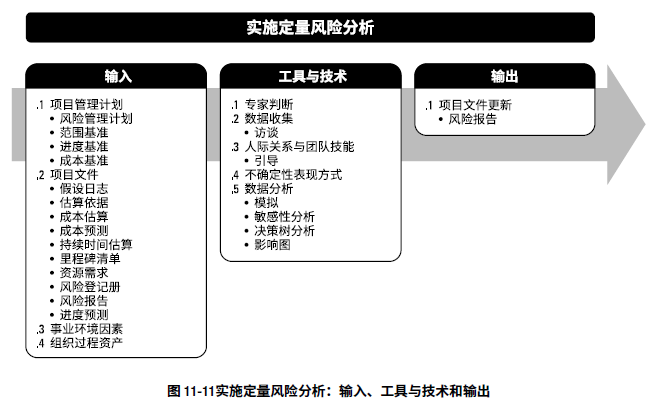 实施定量风险分析
输入
.1 项目管理计划
• 风险管理计划
• 范围基准
• 进度基准
• 成本基准
.2 项目文件
• 假设日志
• 估算依据
• 成本估算
• 成本预测
• 持续时间估算
• 里程碑清单
• 资源需求
• 风险登记册
• 风险报告
• 进度预测
.3 事业环境因素
.4 组织过程资产
工具与技术
.1 专家判断
.2 数据收集
• 访谈
.3 人际关系与团队技能
• 引导
.4 不确定性表现方式
.5 数据分析
• 模拟
• 敏感性分析
• 决策树分析
• 影响图
输出
.1 项目文件更新
• 风险报告
图 11-11实施定量风险分析：输入、工具与技术和输出